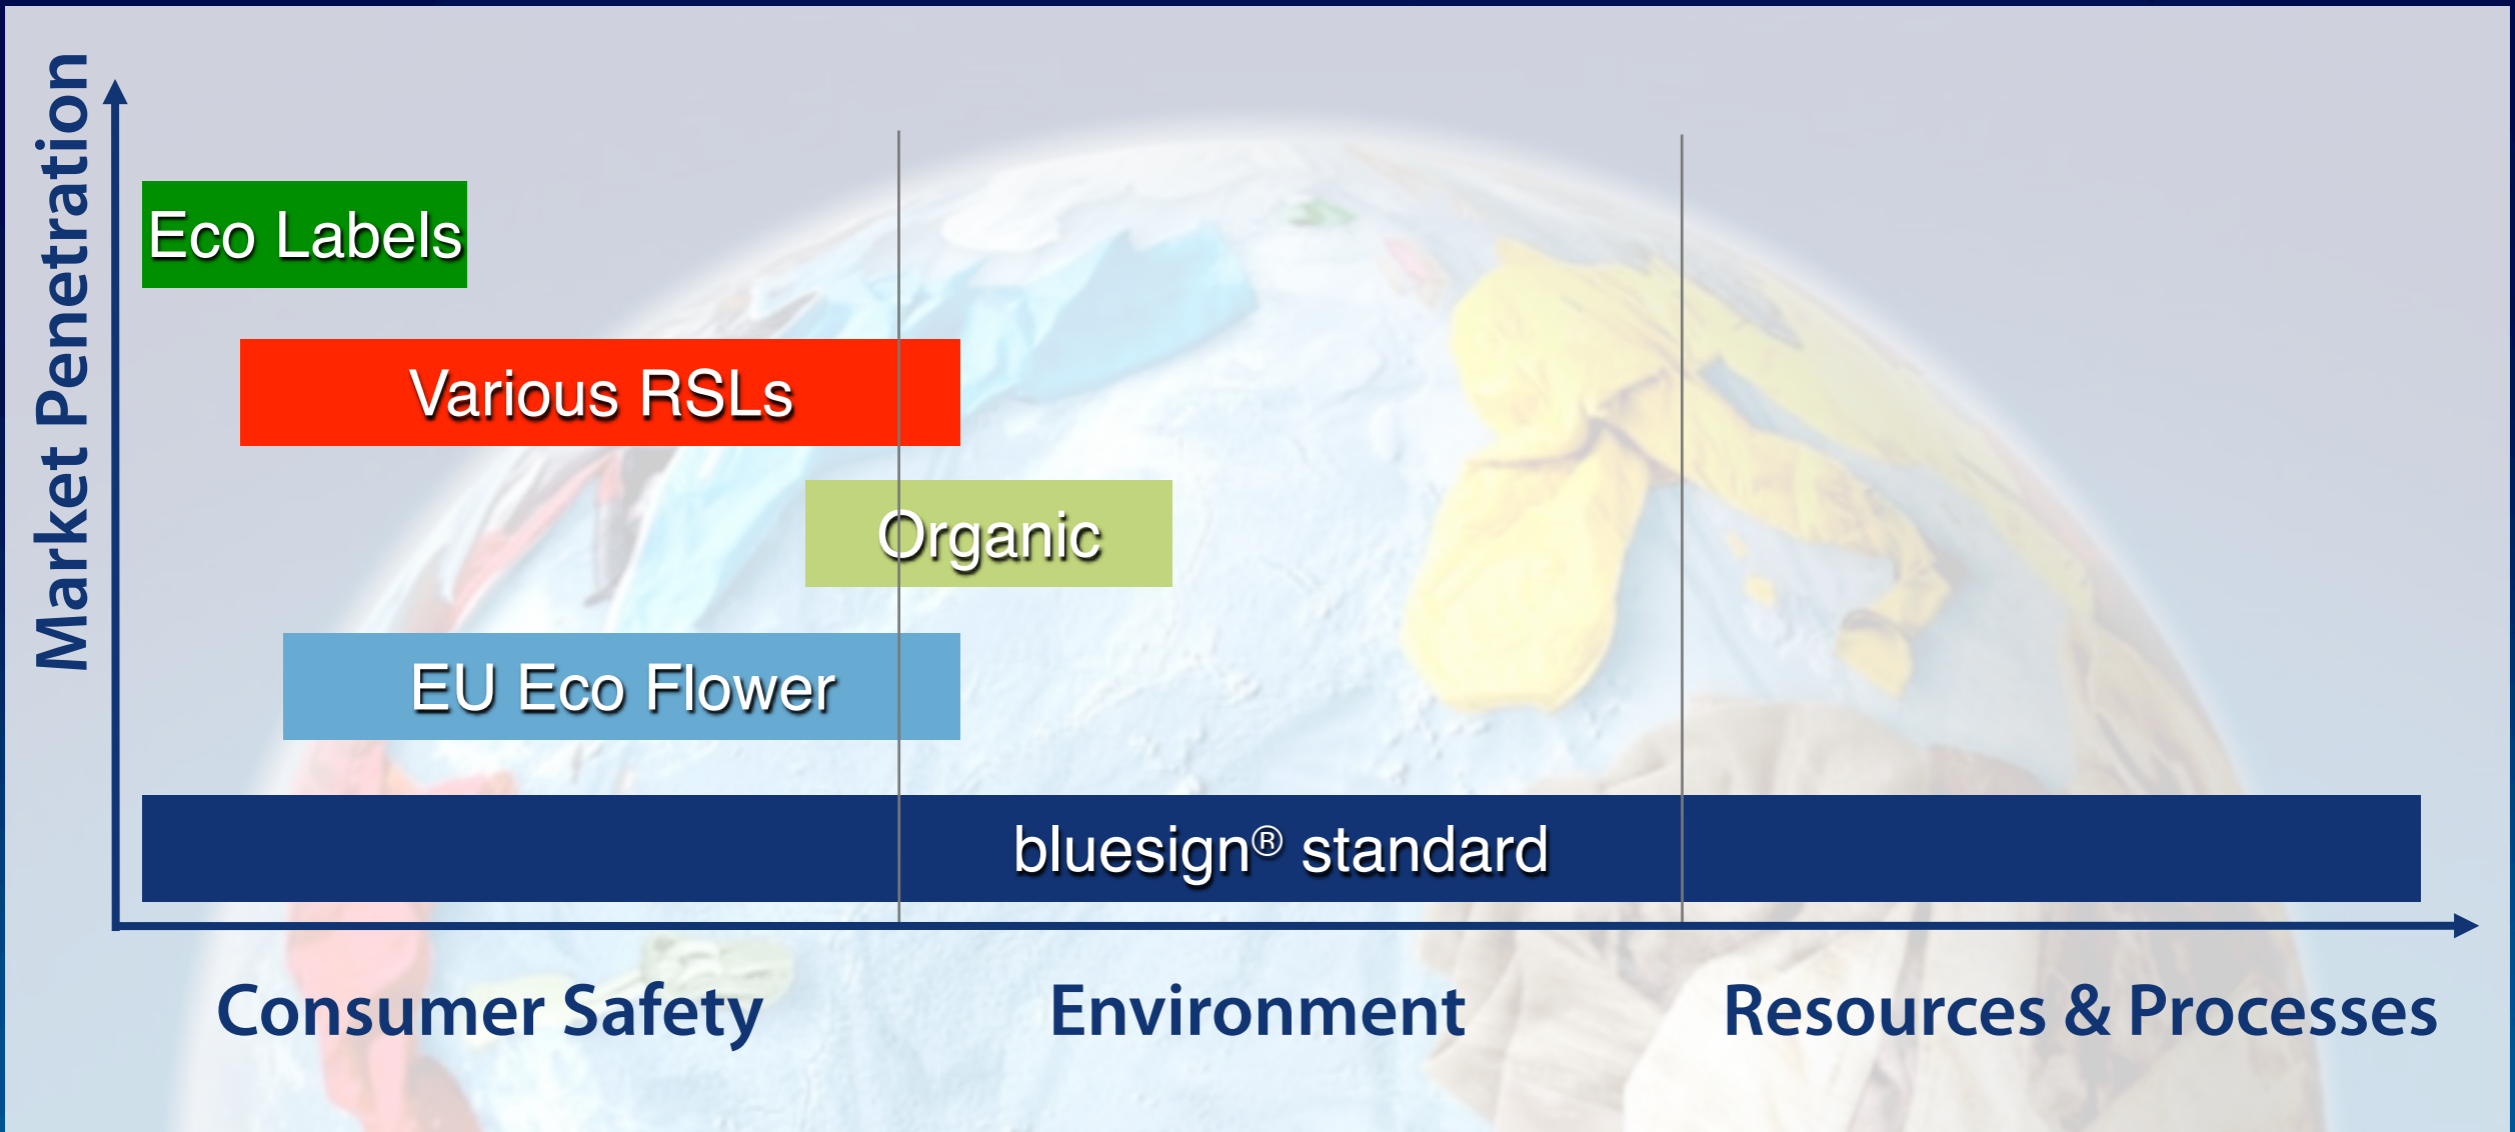 Market Penetration
Eco Labels
Various RSLs
Organic
EU Eco Flower
bluesign® standard
Consumer Safety
Environment
Resources & Processes